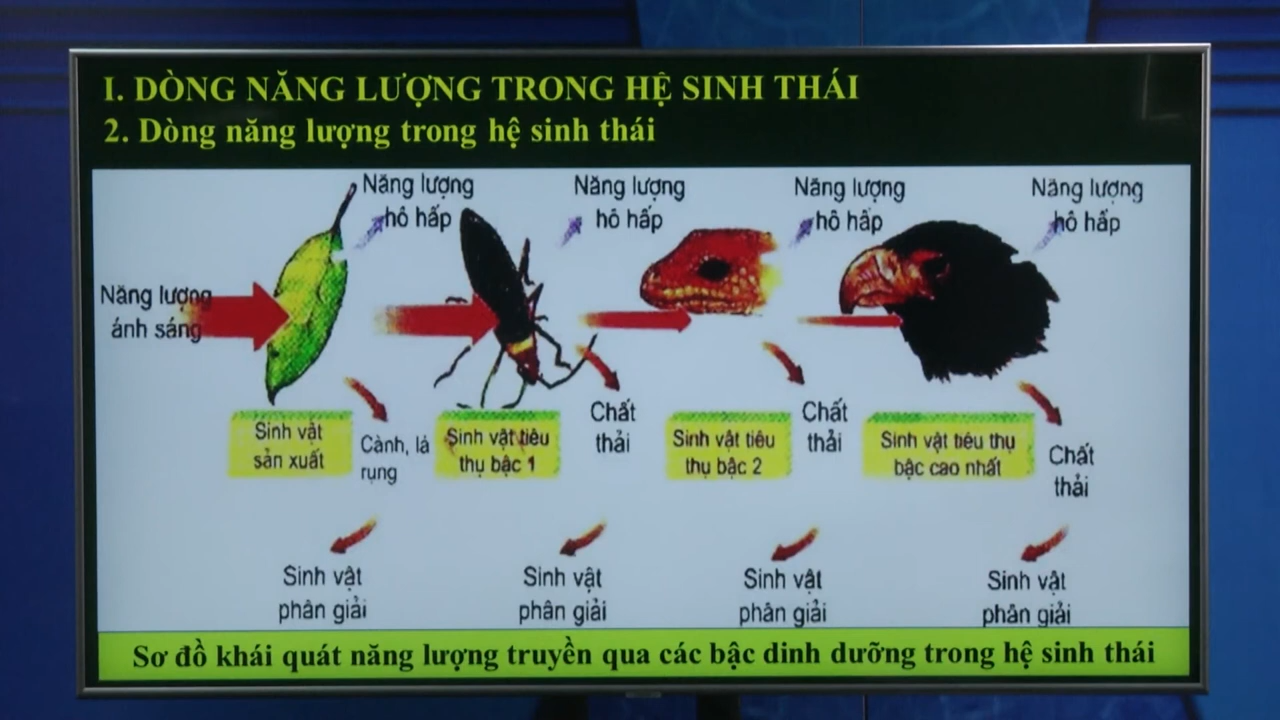 I. DÒNG NĂNG LƯỢNG TRONG HỆ SINH THÁI
2. Dòng năng lượng trong hệ sinh thái
Năng lượng
hô hấp
Năng lượng
hô hấp
Năng lượng
hô hấp
Năng lượng
hô hấp
Năng lượng
ánh sáng
Sinh vật
sản xuất
Cành, lá
rụng
Sinh vật tiêu
thụ bậc 1
Chất
thải
Sinh vật tiêu
thụ bậc 2
Chất
thải
Sinh vật tiêu thụ
bậc cao nhất
Chất
thải
Sinh vật
phân giải
Sinh vật
phân giải
Sinh vật
phân giải
Sinh vật
phân giải
Sơ đồ khái quát năng lượng truyền qua các bậc dinh dưỡng trong hệ sinh thái